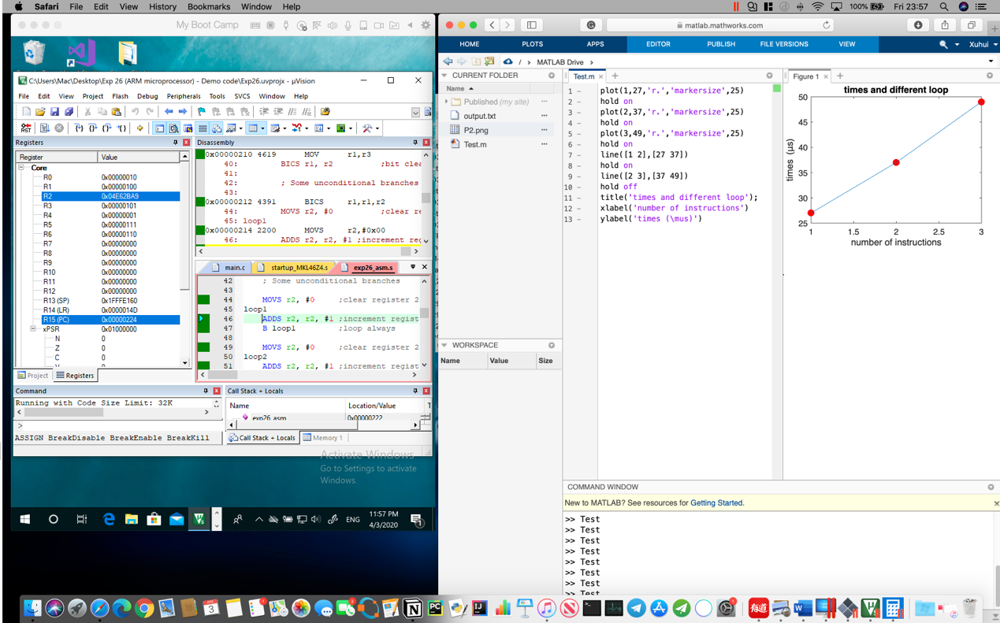 Safari File Edit View History Bookmarks Window Help 100% Fri 23:57
My Boot Camp
C:\Users\Mac\Desktop\Exp 26 (ARM microprocessor) - Demo code\Exp26.uvprojx - µVision
File Edit View Project Flash Debug Peripherals Tools SVCS Window Help
Registers
Register Value
Core
R0 0x00000010
R1 0x00000100
R2 0x04E62BA9
R3 0x00000101
R4 0x00000001
R5 0x00000111
R6 0x00000110
R7 0x00000000
R8 0x00000000
R9 0x00000000
R10 0x00000000
R11 0x00000000
R12 0x00000000
R13 (SP) 0x1FFFE160
R14 (LR) 0x0000014D
R15 (PC) 0x00000224
xPSR 0x01000000
N 0
Z 0
C 0
Project Registers
Disassembly
0x00000210 4619 MOV r1,r3
40: BICS r1, r2 ;bit clea
41:
42: ; Some unconditional branches
43:
0x00000212 4391 BICS r1,r1,r2
44: MOVS r2, #0 ;clear re
45: loop1
0x00000214 2200 MOVS r2,#0x00
46: ADDS r2, r2, #1 ;increment reg
main.c startup_MKL46Z4.s exp26_asm.s
42 ; Some unconditional branches
43
44 MOVS r2, #0 ;clear register 2
45 loop1
46 ADDS r2, r2, #1 ;increment regist
47 B loop1 ;loop always
48
49 MOVS r2, #0 ;clear register 2
50 loop2
51 ADDS r2, r2, #1 ;increment regist
Command
Running with Code Size Limit: 32K
>
ASSIGN BreakDisable BreakEnable BreakKill
Call Stack + Locals
Name Location/Value T
exp26_asm 0x00000222
Call Stack + Locals Memory 1
Activate Windows
Go to Settings to activate
Windows.
ENG 11:57 PM
4/3/2020
1
matlab.mathworks.com
HOME PLOTS APPS EDITOR PUBLISH FILE VERSIONS VIEW Xuhui
/ > MATLAB Drive >
CURRENT FOLDER
Name
Published (my site)
output.txt
P2.png
Test.m
WORKSPACE
Name Value Size
Test.m
1 - plot(1,27,'r.','markersize',25)
2 - hold on
3 - plot(2,37,'r.','markersize',25)
4 - hold on
5 - plot(3,49,'r.','markersize',25)
6 - hold on
7 - line([1 2],[27 37])
8 - hold on
9 - line([2 3],[37 49])
10 - hold off
11 - title('times and different loop');
12 - xlabel('number of instructions')
13 - ylabel('times (\mus)')
Figure 1
times and different loop
50
45
40
35
30
25
times (µs)
1 1.5 2 2.5 3
number of instructions
COMMAND WINDOW
New to MATLAB? See resources for Getting Started.
>> Test
>> Test
>> Test
>> Test
>> Test
>> Test
>> Test
>> Test
3
PC
IJ
有道
W